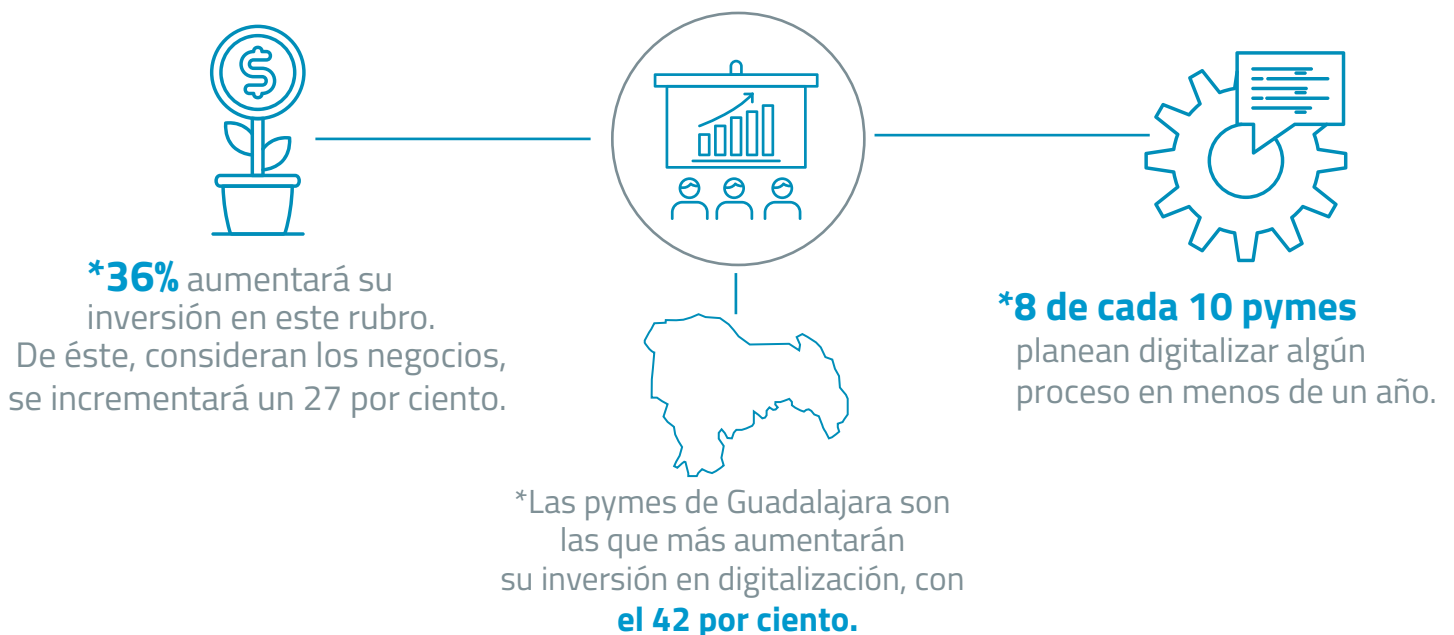 *36% aumentará su
inversión en este rubro.
De éste, consideran los negocios,
se incrementará un 27 por ciento.
*Las pymes de Guadalajara son
las que más aumentarán
su inversión en digitalización, con
el 42 por ciento.
*8 de cada 10 pymes
planean digitalizar algún
proceso en menos de un año.